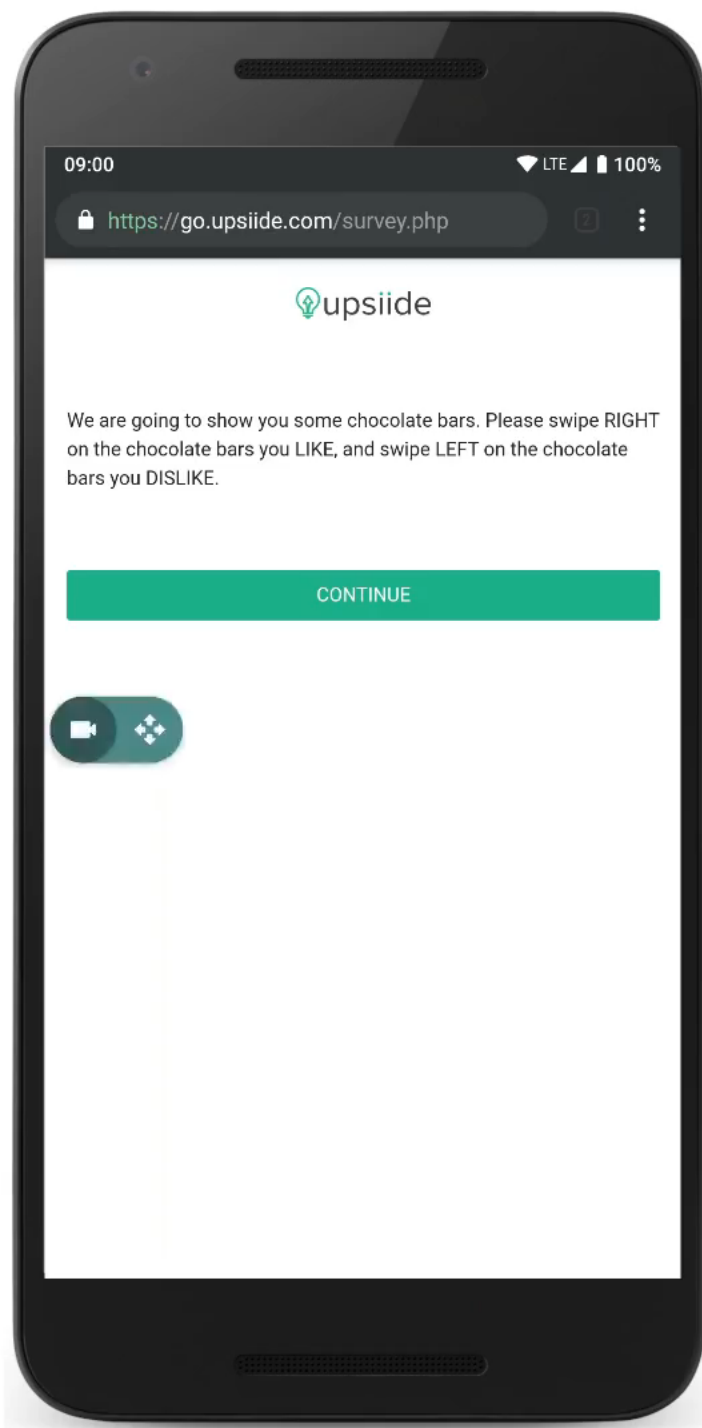 09:00 LTE 100%
https://go.upsiide.com/survey.php 2
upsiide
We are going to show you some chocolate bars. Please swipe RIGHT
on the chocolate bars you LIKE, and swipe LEFT on the chocolate
bars you DISLIKE.
CONTINUE